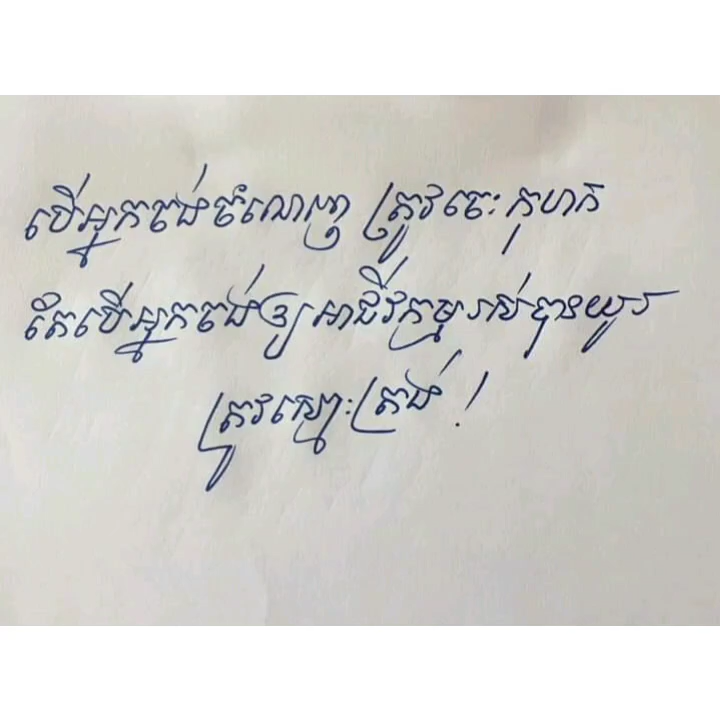 បើអ្នកចង់ចំណេញ ត្រូវចេះកុហក
តែបើអ្នកចង់ឲ្យអាជីវកម្មរស់បានយូរ
ត្រូវស្មោះត្រង់ !